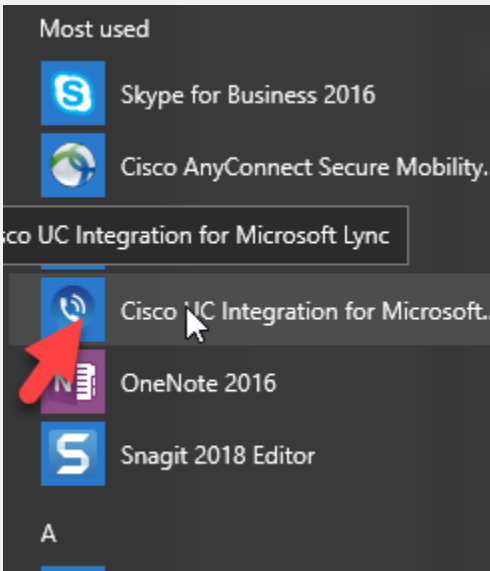 Most used
Skype for Business 2016
Cisco AnyConnect Secure Mobility...
sco UC Integration for Microsoft Lync
Cisco UC Integration for Microsoft...
OneNote 2016
Snagit 2018 Editor
A